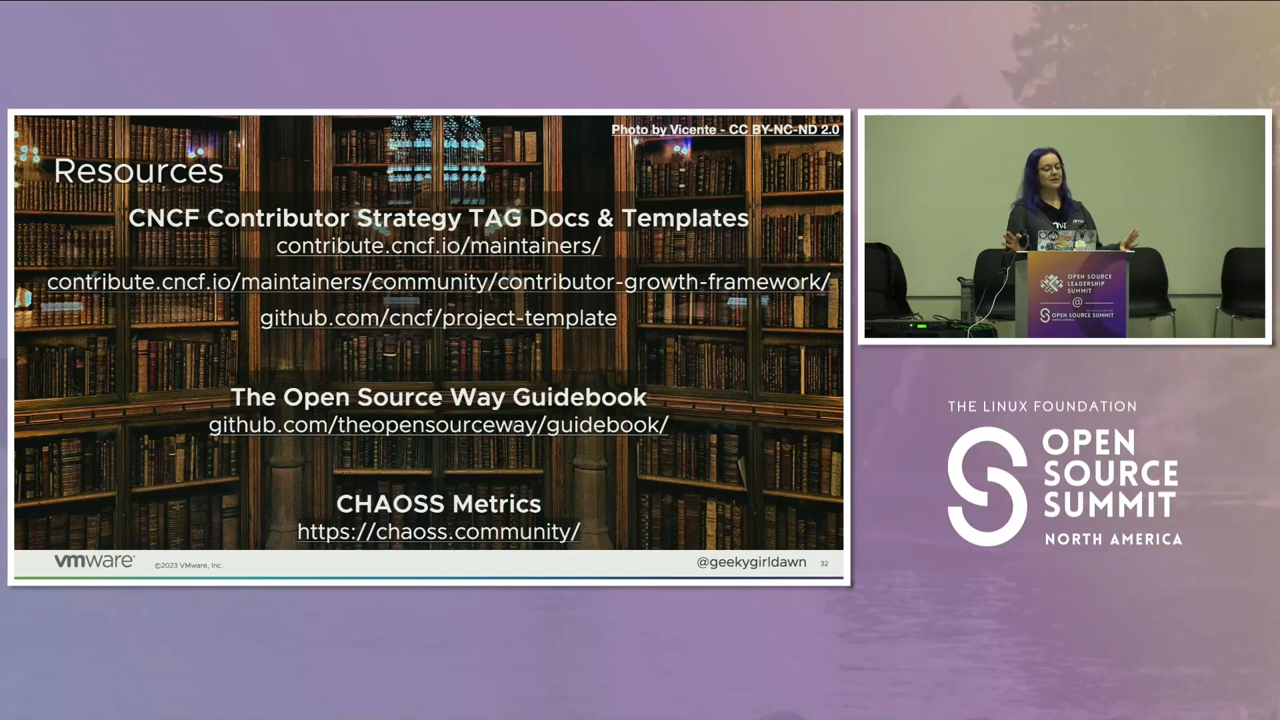 Photo by Vicente - CC BY-NC-ND 2.0
Resources
CNCF Contributor Strategy TAG Docs & Templates
contribute.cncf.io/maintainers/
contribute.cncf.io/maintainers/community/contributor-growth-framework/
github.com/cncf/project-template
The Open Source Way Guidebook
github.com/theopensourceway/guidebook/
CHAOSS Metrics
https://chaoss.community/
vmware®
©2023 VMware, Inc.
@geekygirldawn
32
OPEN SOURCE
LEADERSHIP
SUMMIT
@
OPEN SOURCE SUMMIT
THE LINUX FOUNDATION
OPEN
SOURCE
SUMMIT
NORTH AMERICA